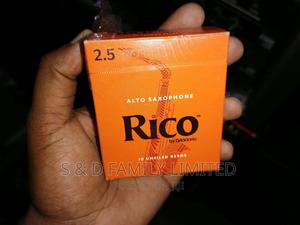 2.5
ALTO SAXOPHONE
RICO
by D'Addario
S & D FAMILY LIMITED
10 UNFILED REEDS